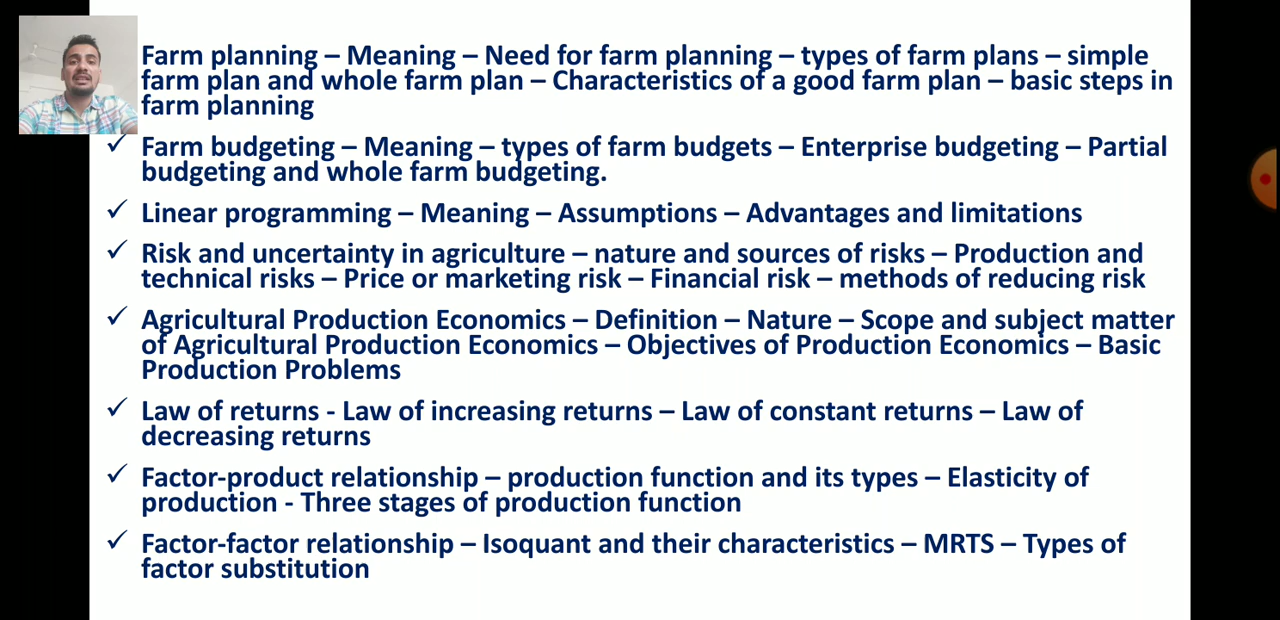 Farm planning – Meaning – Need for farm planning – types of farm plans – simple
farm plan and whole farm plan – Characteristics of a good farm plan – basic steps in
farm planning
✓ Farm budgeting – Meaning – types of farm budgets – Enterprise budgeting – Partial
budgeting and whole farm budgeting.
✓ Linear programming – Meaning – Assumptions – Advantages and limitations
✓ Risk and uncertainty in agriculture – nature and sources of risks – Production and
technical risks – Price or marketing risk – Financial risk – methods of reducing risk
✓ Agricultural Production Economics – Definition – Nature – Scope and subject matter
of Agricultural Production Economics – Objectives of Production Economics – Basic
Production Problems
✓ Law of returns - Law of increasing returns – Law of constant returns – Law of
decreasing returns
✓ Factor-product relationship – production function and its types – Elasticity of
production - Three stages of production function
✓ Factor-factor relationship – Isoquant and their characteristics – MRTS – Types of
factor substitution